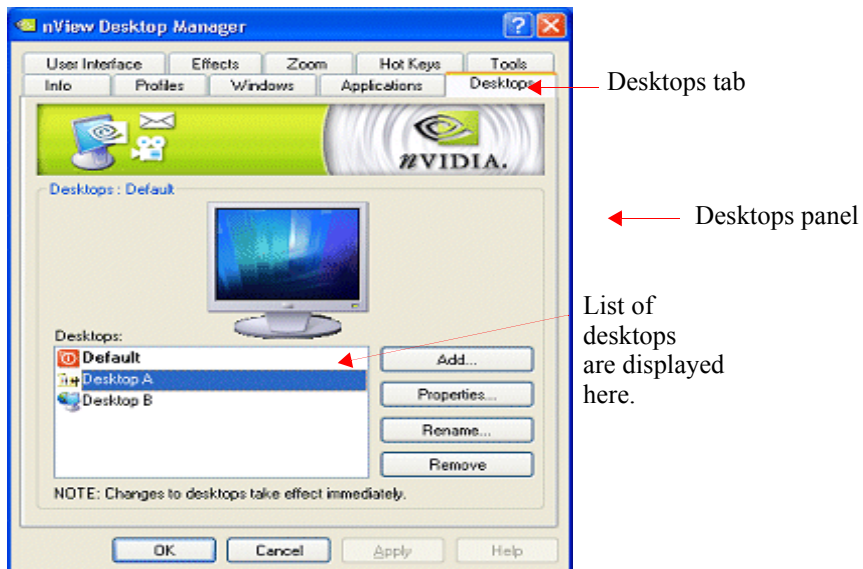 nView Desktop Manager
User Interface Effects Zoom Hot Keys Tools
Info Profiles Windows Applications Desktops
Desktops tab
nVIDIA.
Desktops : Default
Desktops panel
List of
desktops
are displayed
here.
Desktops:
Default
Desktop A
Desktop B
Add...
Properties...
Rename...
Remove
NOTE: Changes to desktops take effect immediately.
OK Cancel Apply Help